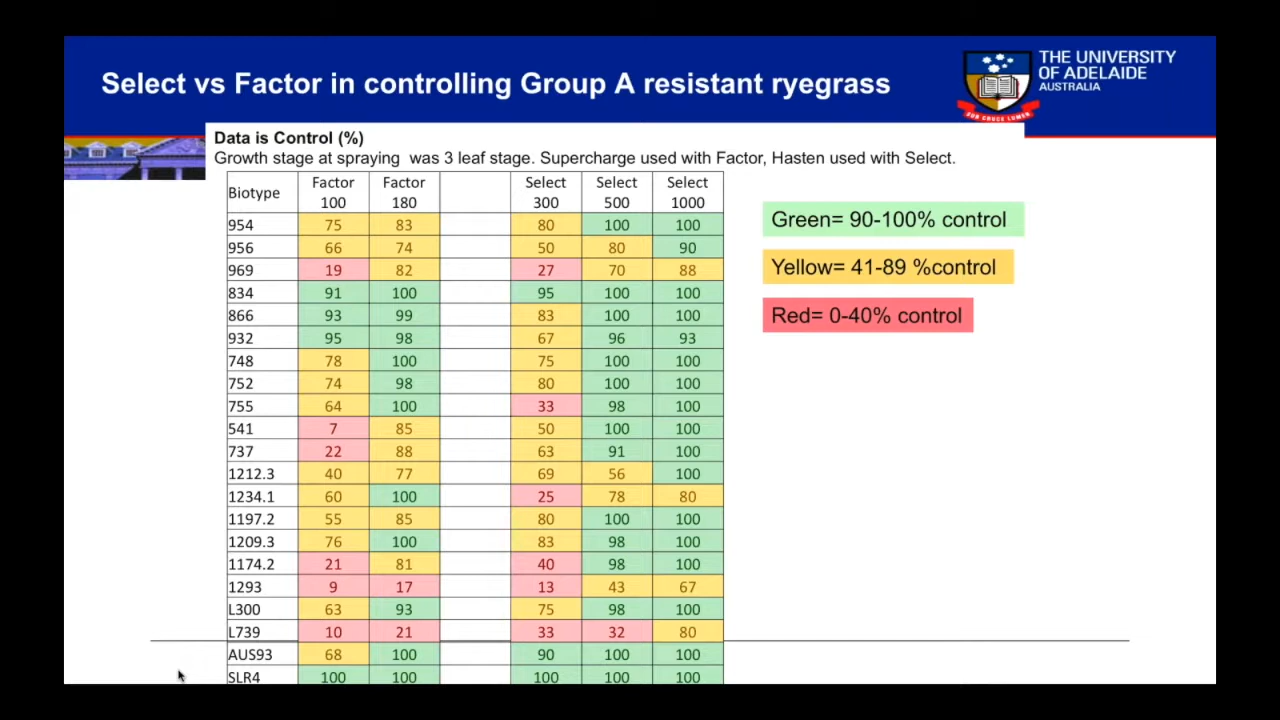 Select vs Factor in controlling Group A resistant ryegrass
THE UNIVERSITY
OF ADELAIDE
AUSTRALIA
SUB CRUCE LUMEN
Data is Control (%)
Growth stage at spraying was 3 leaf stage. Supercharge used with Factor, Hasten used with Select.
Biotype Factor 100 Factor 180 Select 300 Select 500 Select 1000
954 75 83 80 100 100
956 66 74 50 80 90
969 19 82 27 70 88
834 91 100 95 100 100
866 93 99 83 100 100
932 95 98 67 96 93
748 78 100 75 100 100
752 74 98 80 100 100
755 64 100 33 98 100
541 7 85 50 100 100
737 22 88 63 91 100
1212.3 40 77 69 56 100
1234.1 60 100 25 78 80
1197.2 55 85 80 100 100
1209.3 76 100 83 98 100
1174.2 21 81 40 98 100
1293 9 17 13 43 67
L300 63 93 75 98 100
L739 10 21 33 32 80
AUS93 68 100 90 100 100
SLR4 100 100 100 100 100
Green= 90-100% control
Yellow= 41-89 %control
Red= 0-40% control